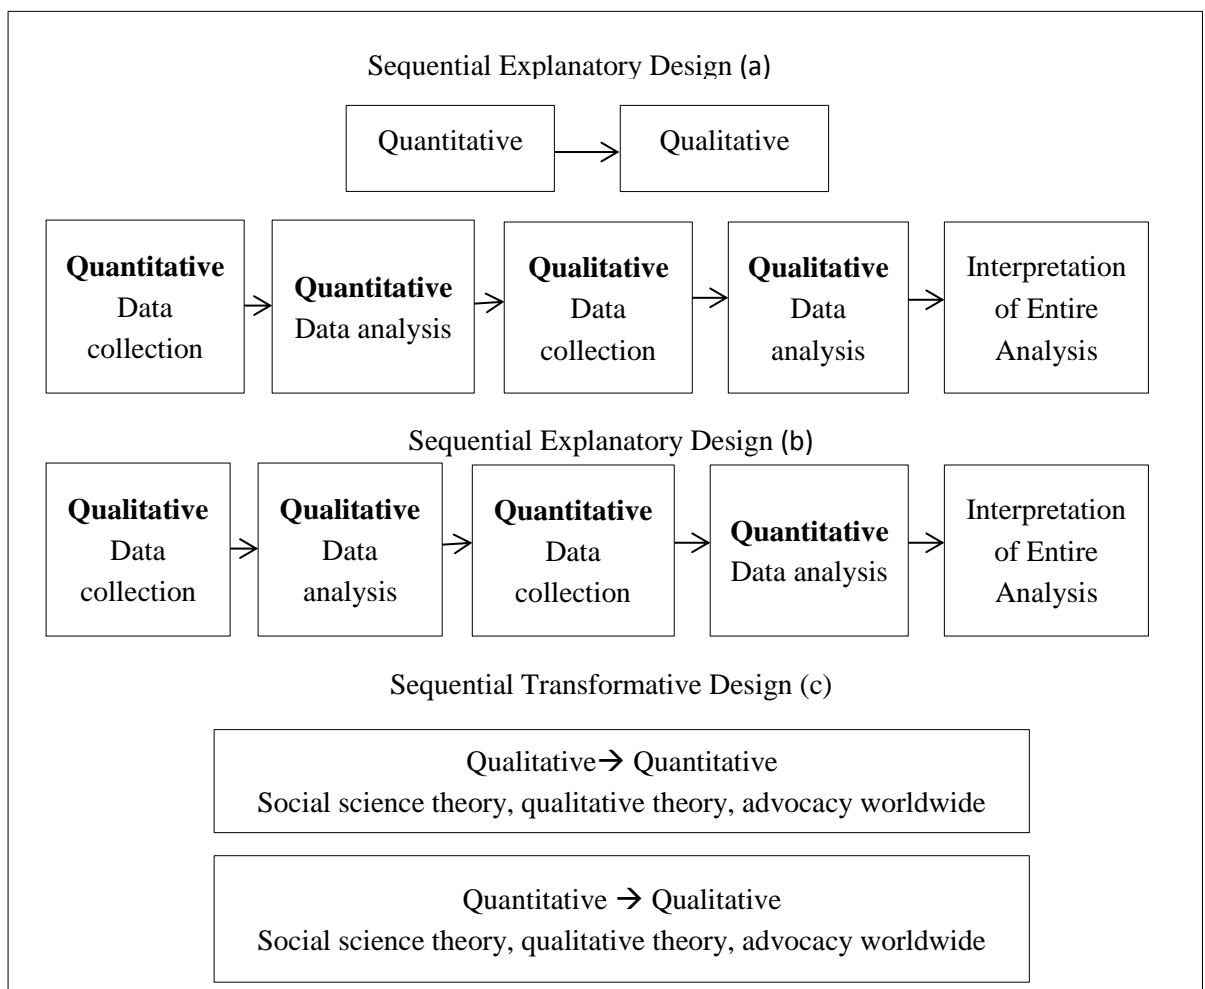 Sequential Explanatory Design (a)
Quantitative
Qualitative
Quantitative
Data
collection
Quantitative
Data analysis
Qualitative
Data
collection
Qualitative
Data
analysis
Interpretation
of Entire
Analysis
Sequential Explanatory Design (b)
Qualitative
Data
collection
Qualitative
Data
analysis
Quantitative
Data
collection
Quantitative
Data analysis
Interpretation
of Entire
Analysis
Sequential Transformative Design (c)
Qualitative→ Quantitative
Social science theory, qualitative theory, advocacy worldwide
Quantitative → Qualitative
Social science theory, qualitative theory, advocacy worldwide